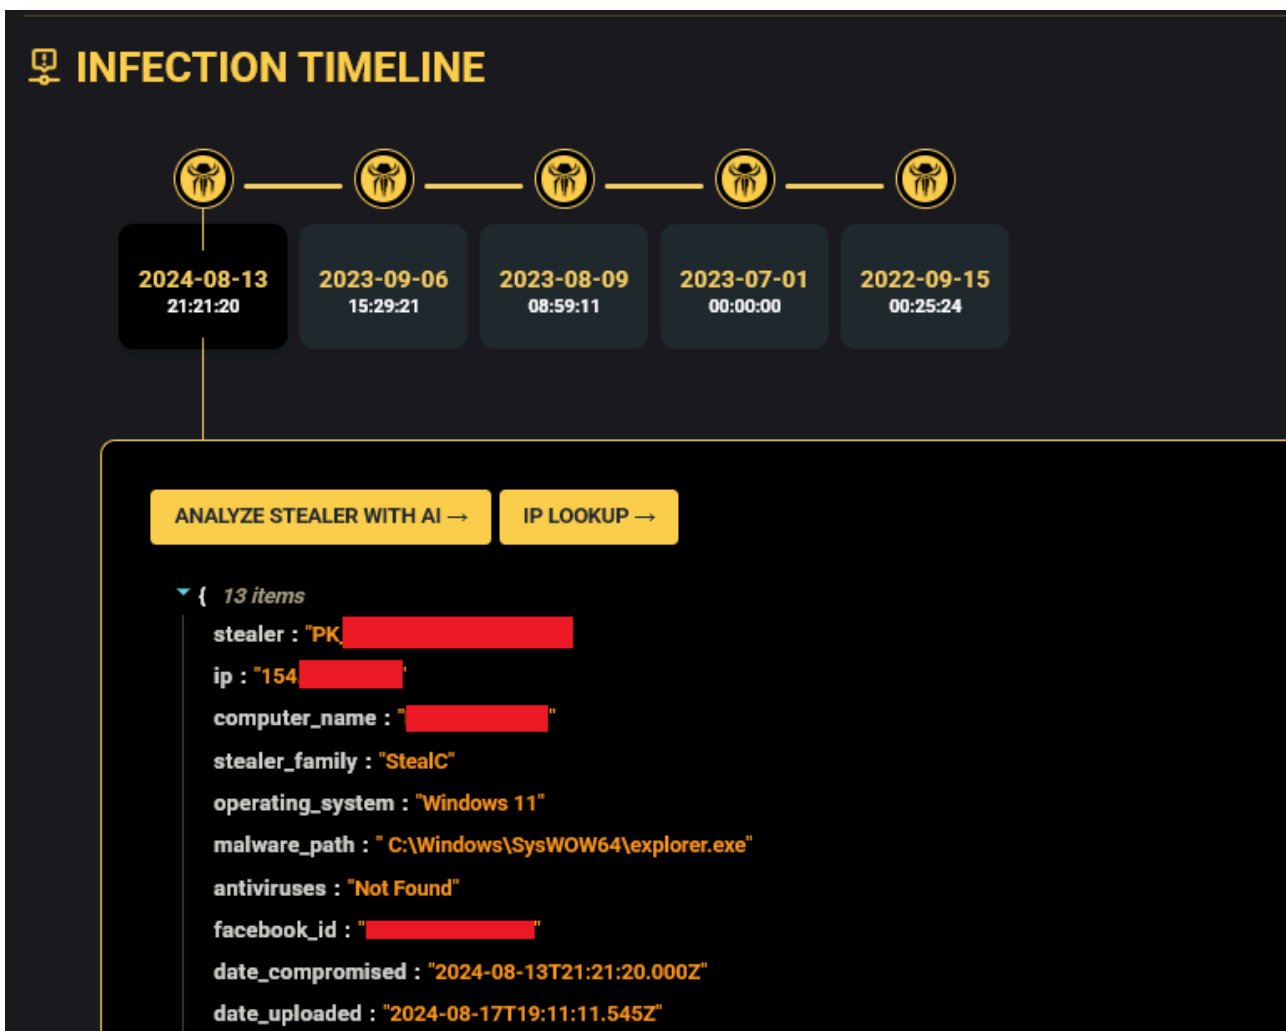 INFECTION TIMELINE
2024-08-13 2023-09-06 2023-08-09 2023-07-01 2022-09-15
21:21:20 15:29:21 08:59:11 00:00:00 00:25:24
ANALYZE STEALER WITH AI → IP LOOKUP →
{ 13 items
stealer : "PK_
ip : "154. "
computer_name : " "
stealer_family : "StealC"
operating_system : "Windows 11"
malware_path : " C:\Windows\SysWOW64\explorer.exe"
antiviruses : "Not Found"
facebook_id : " "
date_compromised : "2024-08-13T21:21:20.000Z"
date_uploaded : "2024-08-17T19:11:11.545Z"